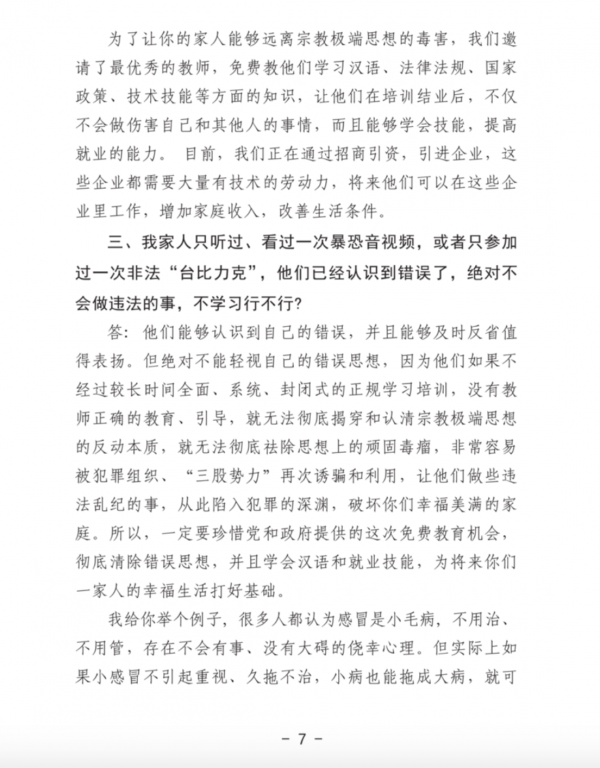 为了让你的家人能够远离宗教极端思想的毒害，我们邀
请了最优秀的教师，免费教他们学习汉语、法律法规、国家
政策、技术技能等方面的知识，让他们在培训结业后，不仅
不会做伤害自己和其他人的事情，而且能够学会技能，提高
就业的能力。 目前，我们正在通过招商引资，引进企业，这
些企业都需要大量有技术的劳动力，将来他们可以在这些企
业里工作，增加家庭收入，改善生活条件。
三、我家人只听过、看过一次暴恐音视频，或者只参加
过一次非法“台比力克”，他们已经认识到错误了，绝对不
会做违法的事，不学习行不行?
答：他们能够认识到自己的错误，并且能够及时反省值
得表扬。但绝对不能轻视自己的错误思想，因为他们如果不
经过较长时间全面、系统、封闭式的正规学习培训，没有教
师正确的教育、引导，就无法彻底揭穿和认清宗教极端思想
的反动本质，就无法彻底祛除思想上的顽固毒瘤，非常容易
被犯罪组织、“三股势力”再次诱骗和利用，让他们做些违
法乱纪的事，从此陷入犯罪的深渊，破坏你们幸福美满的家
庭。所以，一定要珍惜党和政府提供的这次免费教育机会，
彻底清除错误思想，并且学会汉语和就业技能，为将来你们
一家人的幸福生活打好基础。
我给你举个例子，很多人都认为感冒是小毛病，不用治、
不用管，存在不会有事、没有大碍的侥幸心理。但实际上如
果小感冒不引起重视、久拖不治，小病也能拖成大病，就可
- 7 -